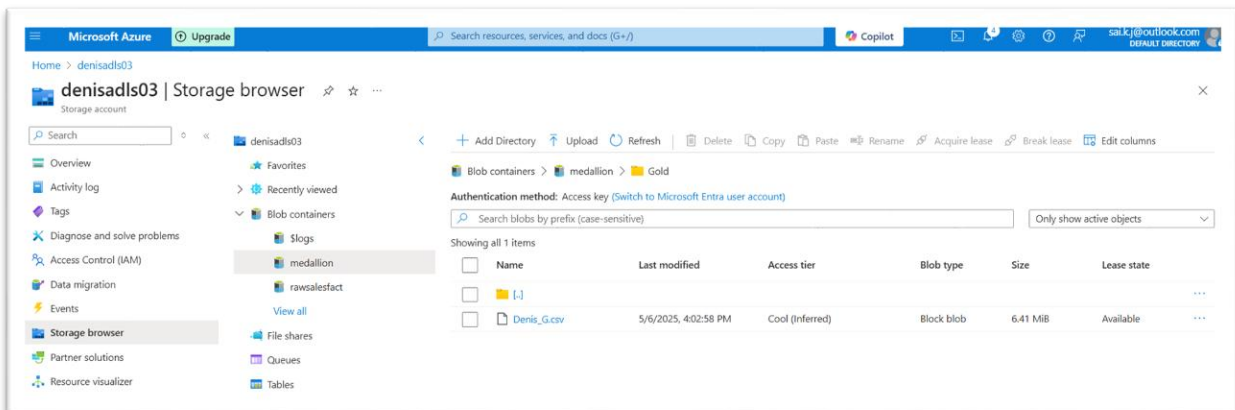 Microsoft Azure
Upgrade
Search resources, services, and docs (G+/)
Copilot
4
sai.k.j@outlook.com
DEFAULT DIRECTORY
Home > denisadls03
denisadls03 | Storage browser
Storage account
Search
Overview
Activity log
Tags
Diagnose and solve problems
Access Control (IAM)
Data migration
Events
Storage browser
Partner solutions
Resource visualizer
denisadls03
Favorites
Recently viewed
Blob containers
$logs
medallion
rawsalesfact
View all
File shares
Queues
Tables
Add Directory Upload Refresh Delete Copy Paste Rename Acquire lease Break lease Edit columns
Blob containers > medallion > Gold
Authentication method: Access key (Switch to Microsoft Entra user account)
Search blobs by prefix (case-sensitive)
Only show active objects
Showing all 1 items
Name Last modified Access tier Blob type Size Lease state
[..]
Denis_G.csv 5/6/2025, 4:02:58 PM Cool (Inferred) Block blob 6.41 MiB Available